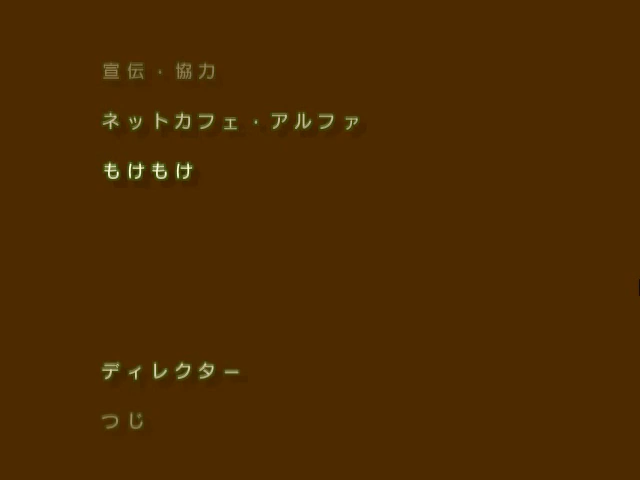 宣伝・協力
ネットカフェ・アルファ
もけもけ
ディレクター
つじ